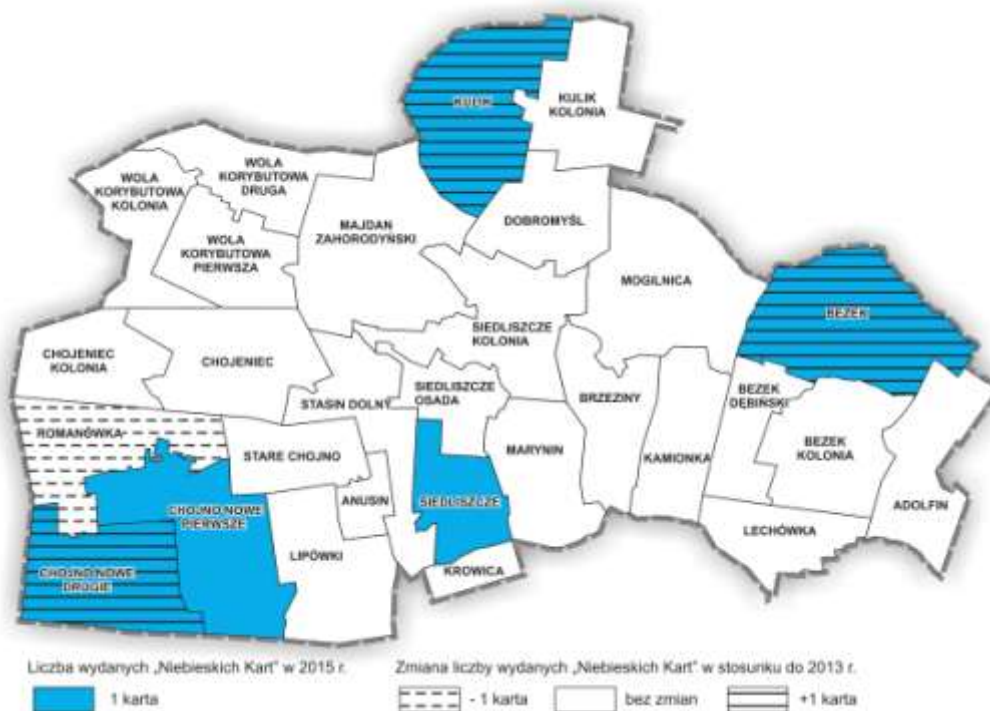 KULIK
KULIK
KOLONIA
WOLA
KORYBUTOWA
DRUGA
WOLA
KORYBUTOWA
KOLONIA
MAJDAN
ZAHORODYŃSKI
DOBROMYŚL
WOLA
KORYBUTOWA
PIERWSZA
MOGILNICA
BEZEK
SIEDLISZCZE
KOLONIA
CHOJENIEC
KOLONIA
CHOJENIEC
SIEDLISZCZE
OSADA
BEZEK
DĘBIŃSKI
STASIN DOLNY
BRZEZINY
ROMANÓWKA
STARE CHOJNO
MARYNIN
KAMIONKA
BEZEK
KOLONIA
ANUSIN
SIEDLISZCZE
ADOLFIN
CHOJNO NOWE
PIERWSZE
LECHÓWKA
LIPÓWKI
KROWICA
CHOJNO NOWE
DRUGIE
Liczba wydanych „Niebieskich Kart" w 2015 r.
Zmiana liczby wydanych „Niebieskich Kart" w stosunku do 2013 r.
1 karta
- 1 karta
bez zmian
+1 karta